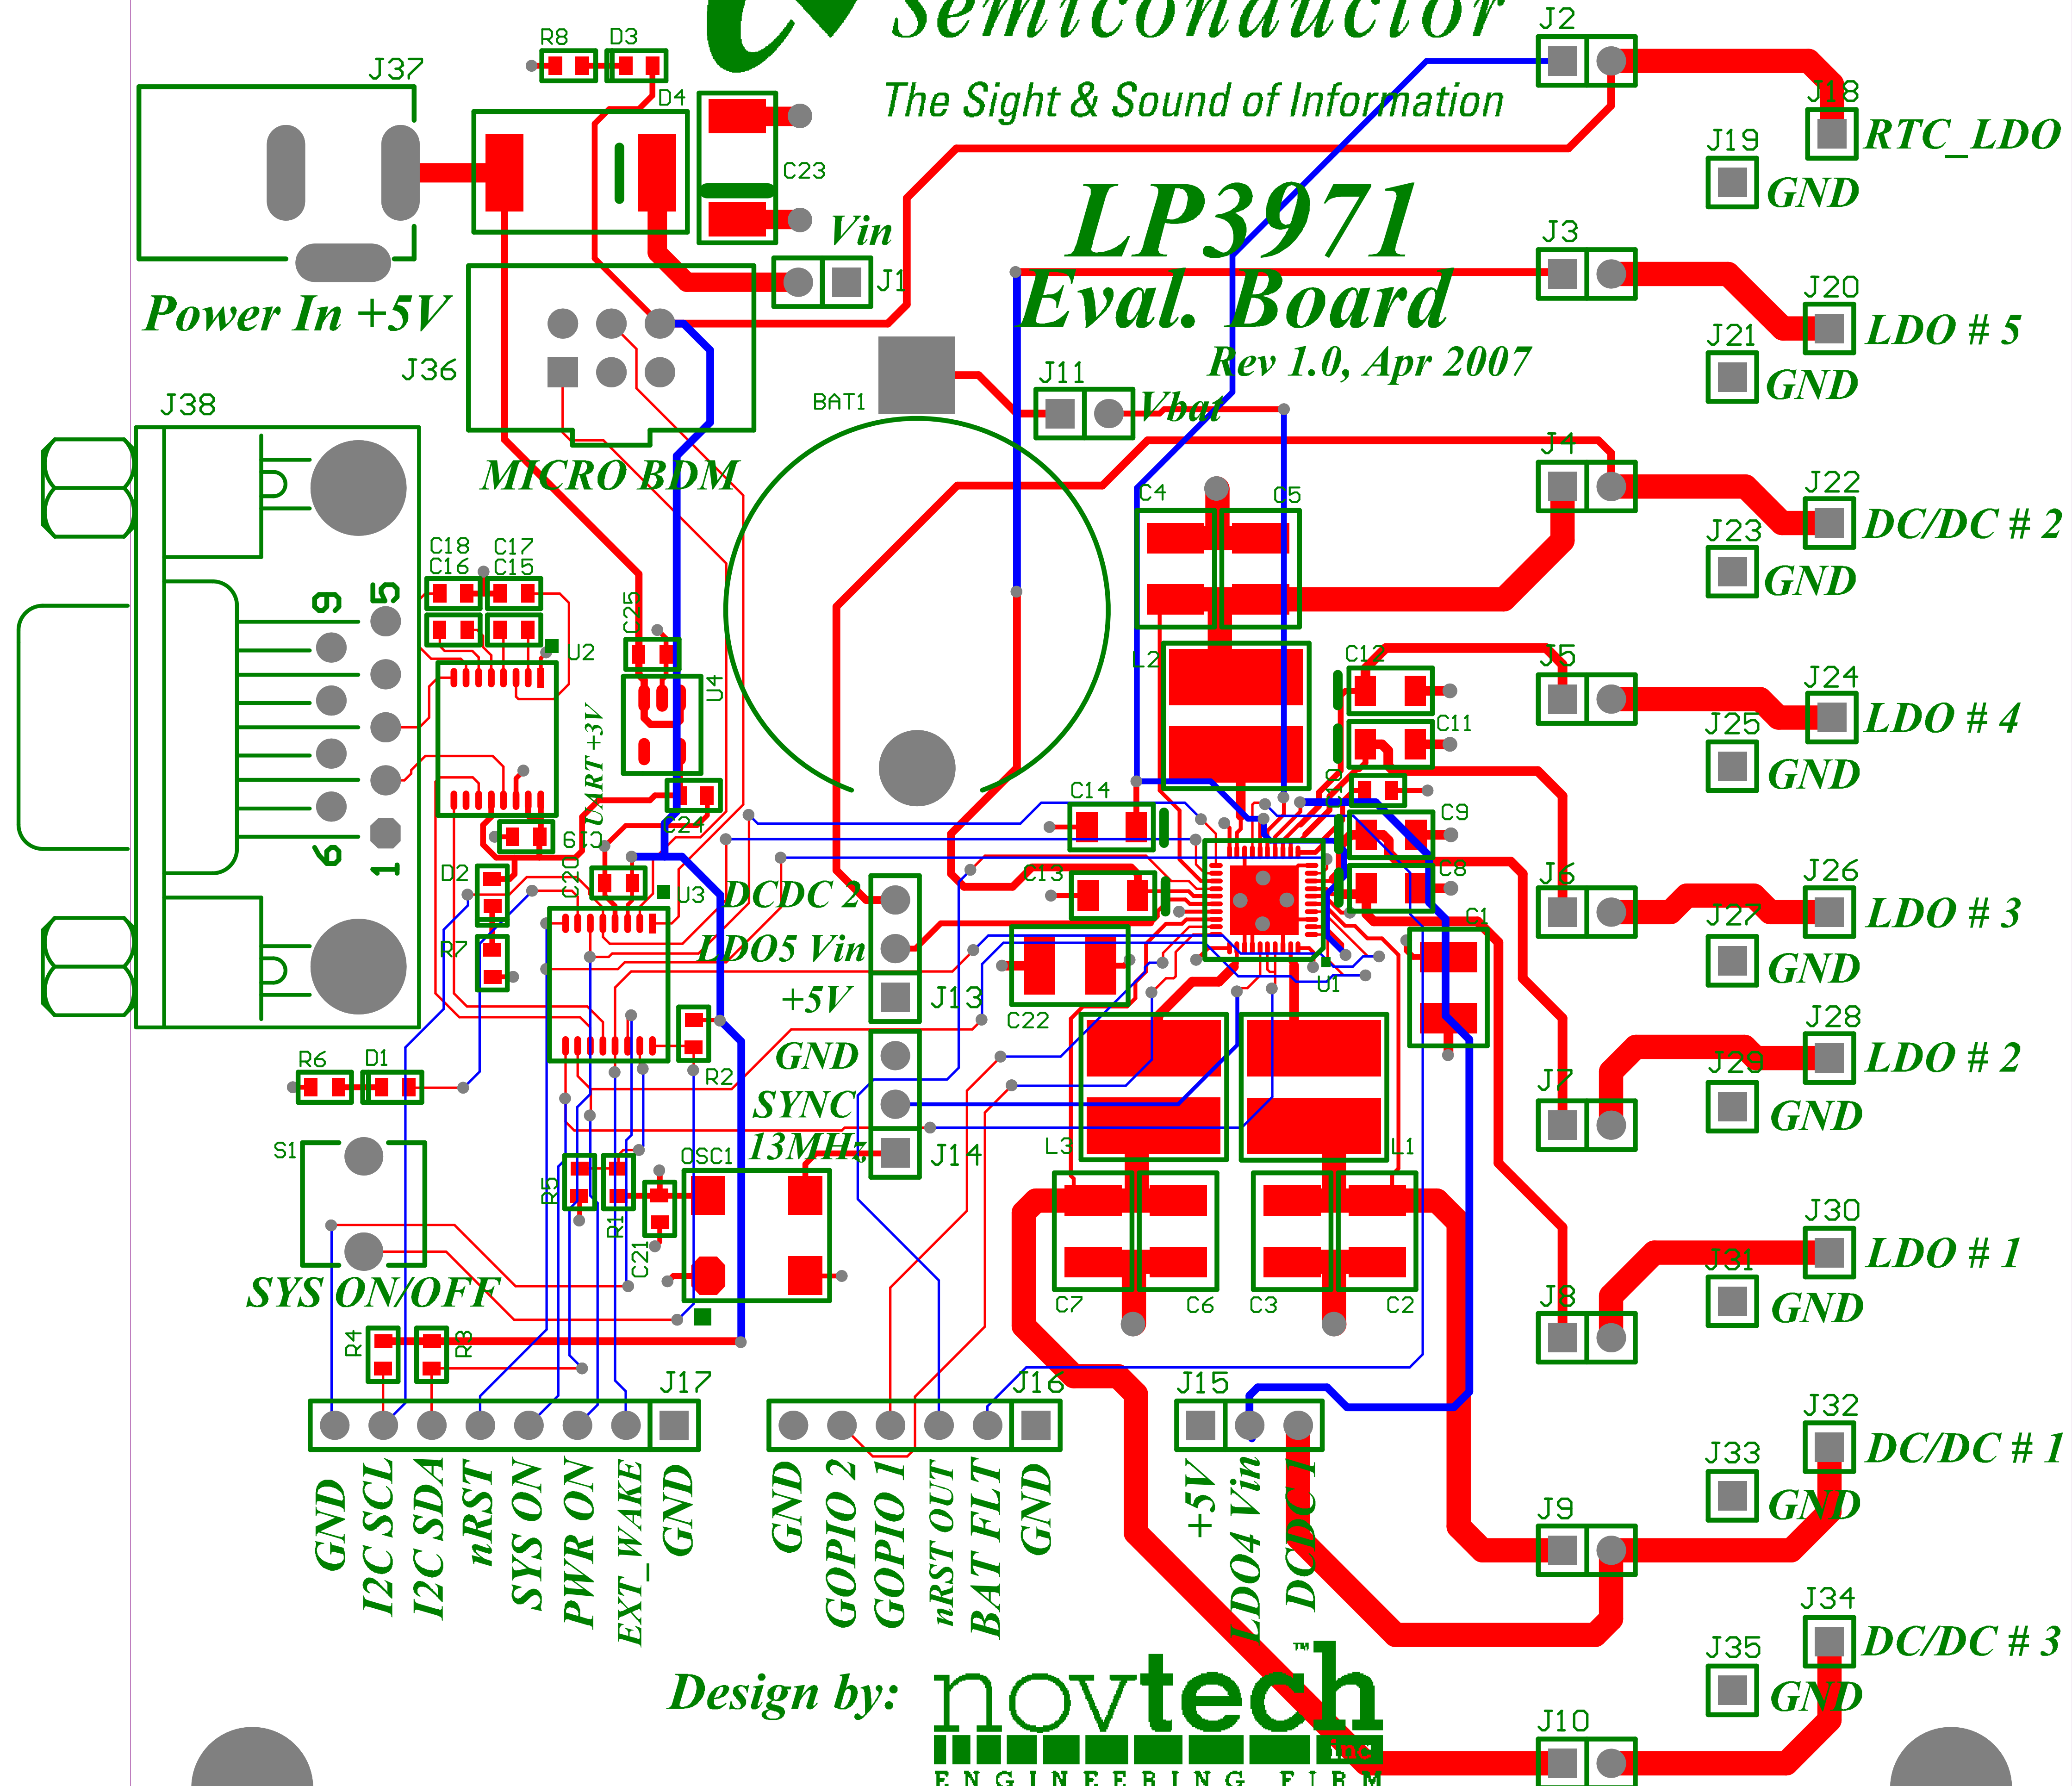 Semiconductor
The Sight & Sound of Information
LP3971
Eval. Board
Rev 1.0, Apr 2007
J37
R8
D3
D4
C23
Vin
J1
Power In +5V
J36
MICRO BDM
J38
BAT1
J11
Vbat
J2
J18
RTC_LDO
J19
GND
J3
J20
LDO # 5
J21
GND
J4
J22
DC/DC # 2
J23
GND
J5
J24
LDO # 4
J25
GND
J6
J26
LDO # 3
J27
GND
J28
LDO # 2
J7
J29
GND
J30
LDO # 1
J8
J31
GND
J32
DC/DC # 1
J33
GND
J9
J34
DC/DC # 3
J35
GND
J10
C4
C5
L2
C12
C11
C10
C9
C8
C1
C14
C13
C22
U1
L3
L1
C7
C6
C3
C2
C18
C17
C16
C15
9
5
6
1
U2
C25
U4
UART +3V
C24
C19
C20
U3
D2
R7
R6
D1
R2
S1
SYS ON/OFF
R5
R1
C21
OSC1
R4
R3
DCDC 2
LDO5 Vin
+5V
J13
GND
SYNC
13MHz
J14
J17
GND
I2C SCL
I2C SDA
nRST
SYS ON
PWR ON
EXT_WAKE
GND
J16
GND
GOPIO 2
GOPIO 1
nRST OUT
BAT FLT
GND
J15
+5V
LDO4 Vin
DCDC 1
Design by:
novtech
TM
inc
ENGINEERING FIRM